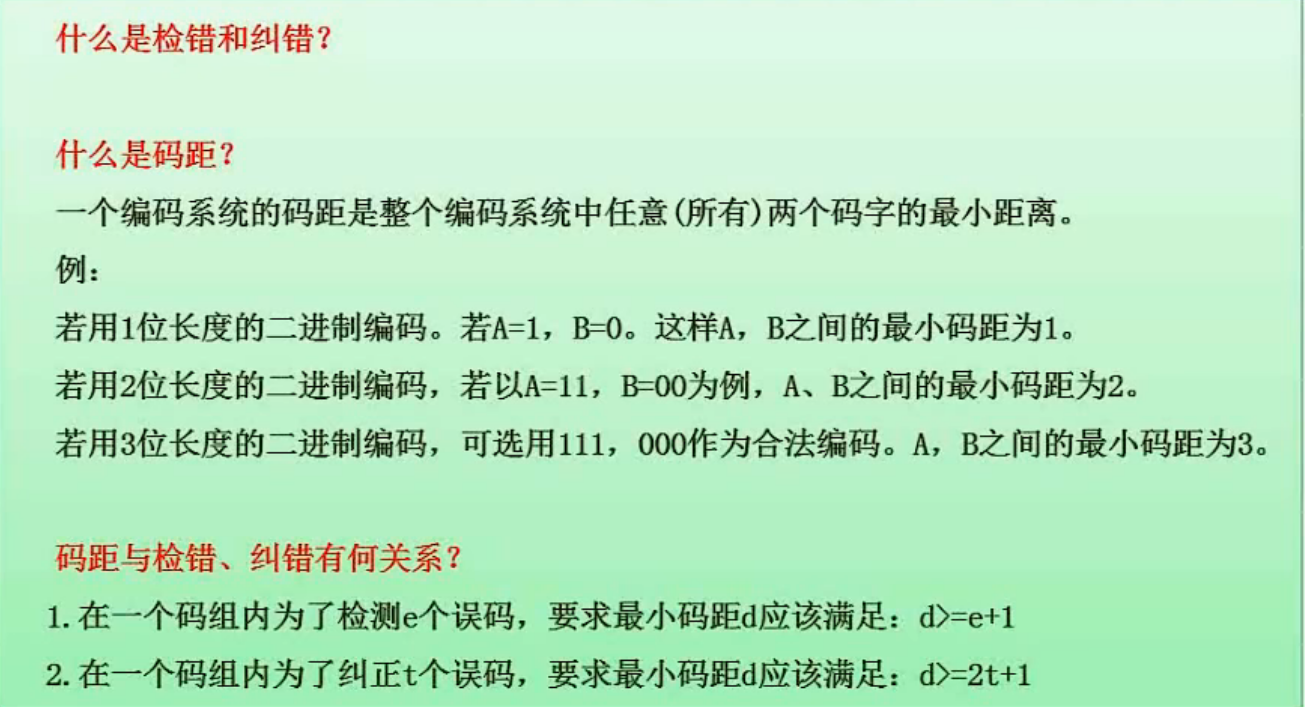 什么是检错和纠错?
什么是码距?
一个编码系统的码距是整个编码系统中任意(所有)两个码字的最小距离。
例:
若用1位长度的二进制编码。若A=1，B=0。这样A，B之间的最小码距为1。
若用2位长度的二进制编码，若以A=11，B=00为例，A、B之间的最小码距为2。
若用3位长度的二进制编码，可选用111，000作为合法编码。A，B之间的最小码距为3。
码距与检错、纠错有何关系?
1.在一个码组内为了检测e个误码，要求最小码距d应该满足：d>=e+1
2.在一个码组内为了纠正t个误码，要求最小码距d应该满足：d>=2t+1